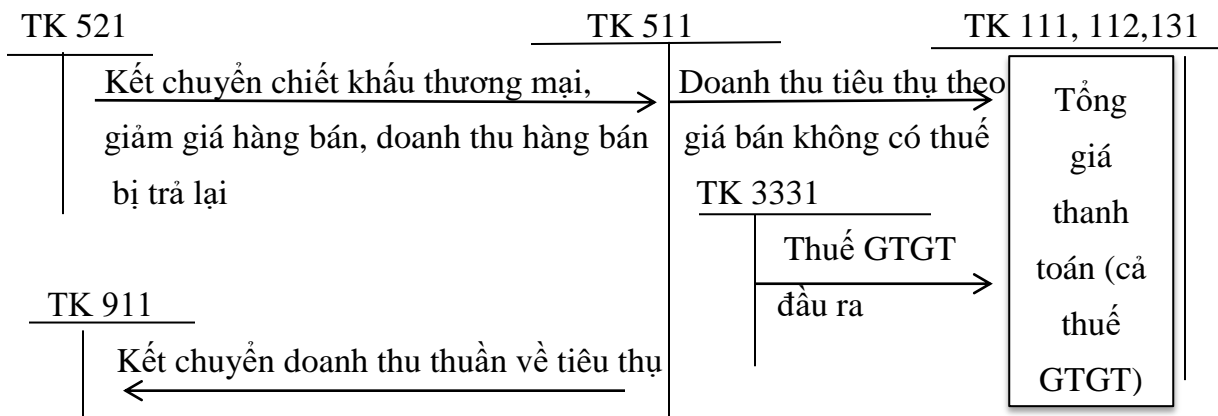 TK 521
TK 511
TK 111, 112,131
Kết chuyển chiết khấu thương mại,
giảm giá hàng bán, doanh thu hàng bán
bị trả lại
Doanh thu tiêu thụ theo
giá bán không có thuế
TK 3331
Thuế GTGT
đầu ra
Tổng
giá
thanh
toán (cả
thuế
GTGT)
TK 911
Kết chuyển doanh thu thuần về tiêu thụ